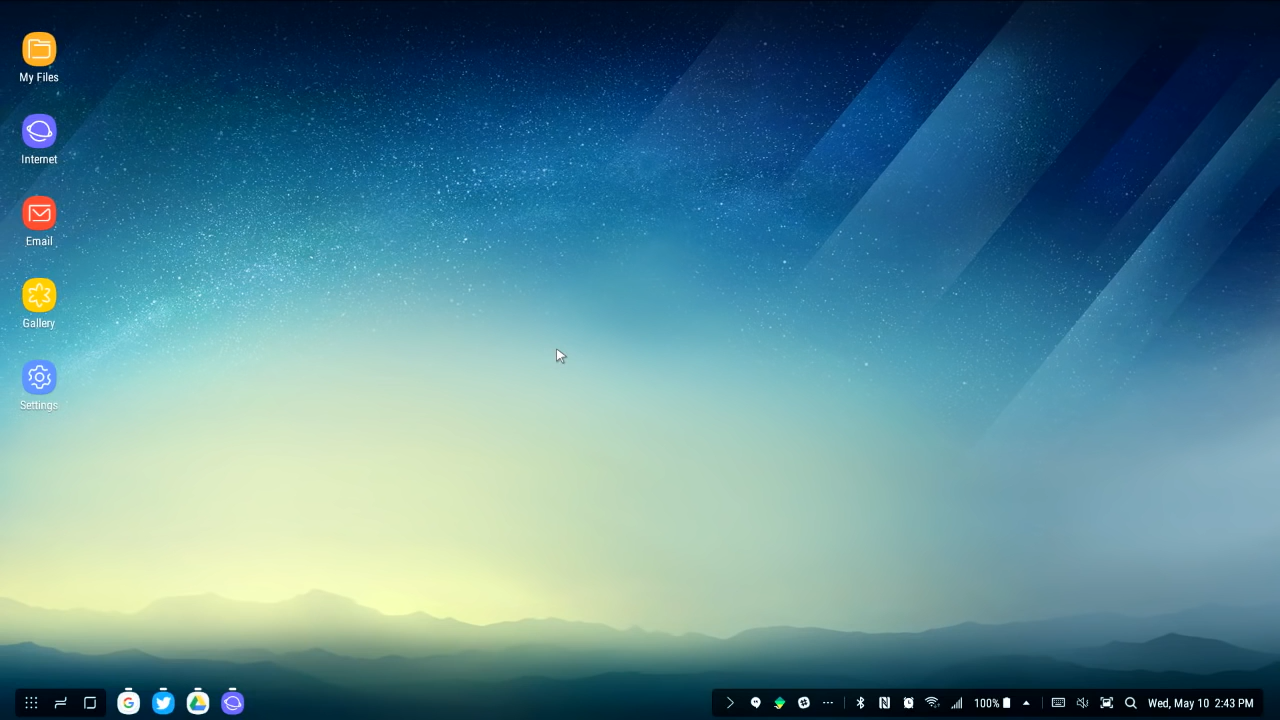 My Files
Internet
Email
Gallery
Settings
100%
Wed, May 10 2:43 PM